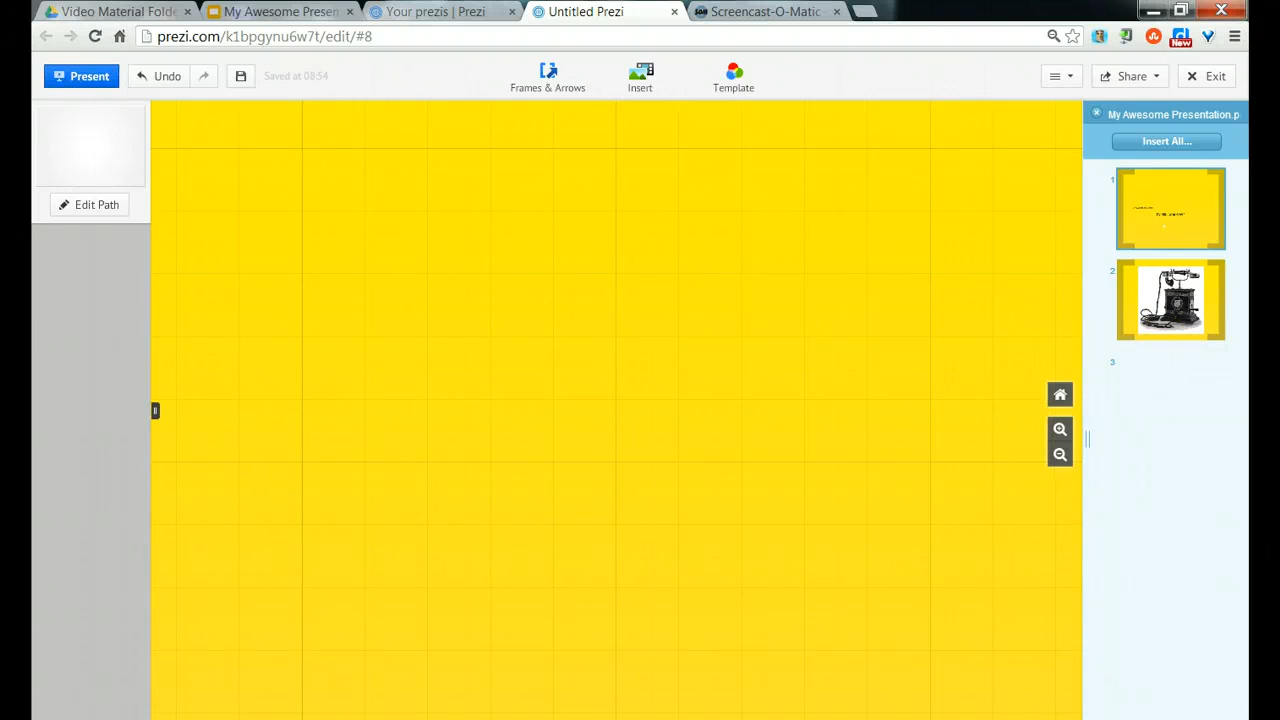 Video Material Folde
My Awesome Presen
Your prezis | Prezi
Untitled Prezi
Screencast-O-Matic
prezi.com/k1bpgynu6w7t/edit/#8
New
Present
Undo
Saved at 08:54
Frames & Arrows
Insert
Template
Share
Exit
Edit Path
My Awesome Presentation.p
Insert All...
1
2
3